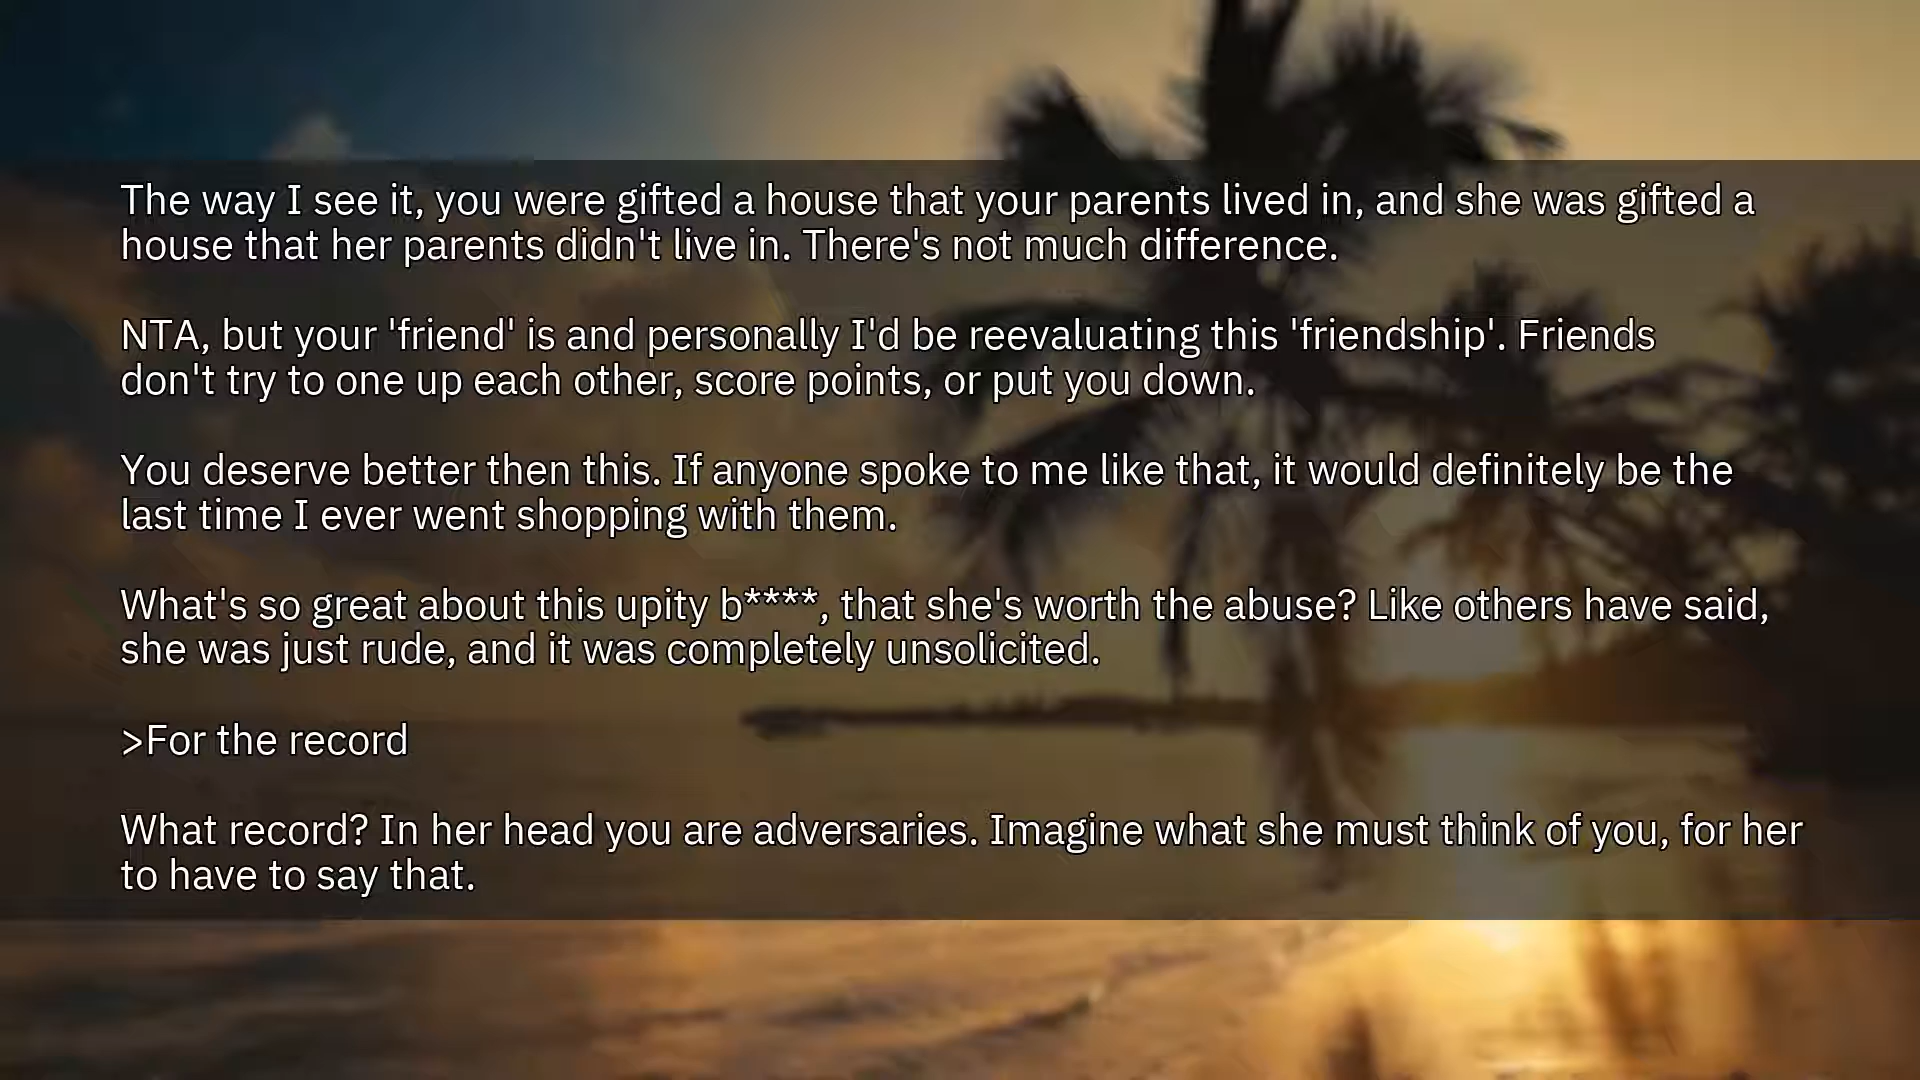 The way I see it, you were gifted a house that your parents lived in, and she was gifted a
house that her parents didn't live in. There's not much difference.
NTA, but your 'friend' is and personally I'd be reevaluating this 'friendship'. Friends
don't try to one up each other, score points, or put you down.
You deserve better then this. If anyone spoke to me like that, it would definitely be the
last time I ever went shopping with them.
What's so great about this upity b****, that she's worth the abuse? Like others have said,
she was just rude, and it was completely unsolicited.
>For the record
What record? In her head you are adversaries. Imagine what she must think of you, for her
to have to say that.